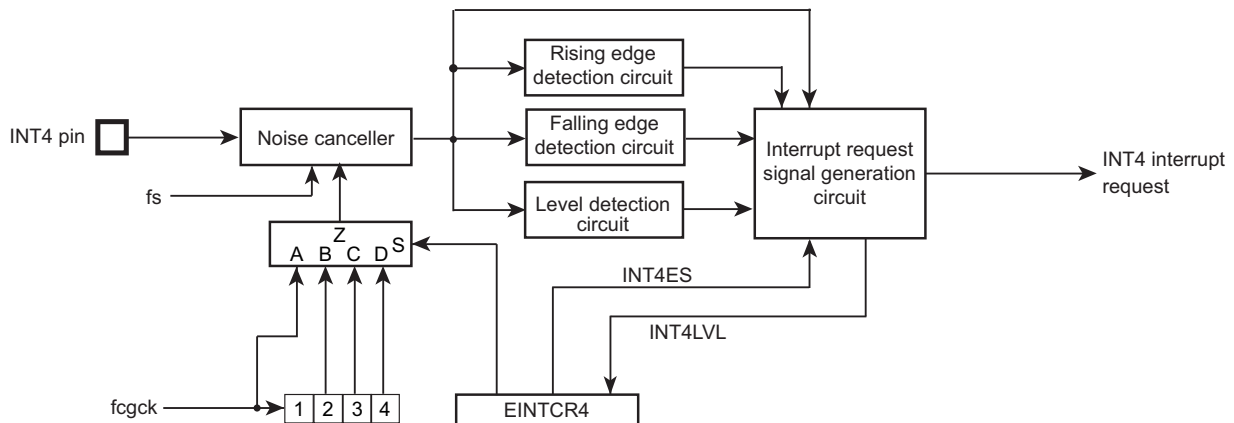 Rising edge
detection circuit
INT4 pin
Noise canceller
Falling edge
detection circuit
Interrupt request
signal generation
circuit
INT4 interrupt
request
fs
Level detection
circuit
Z
S
A B C D
INT4ES
INT4LVL
fcgck
1 2 3 4
EINTCR4